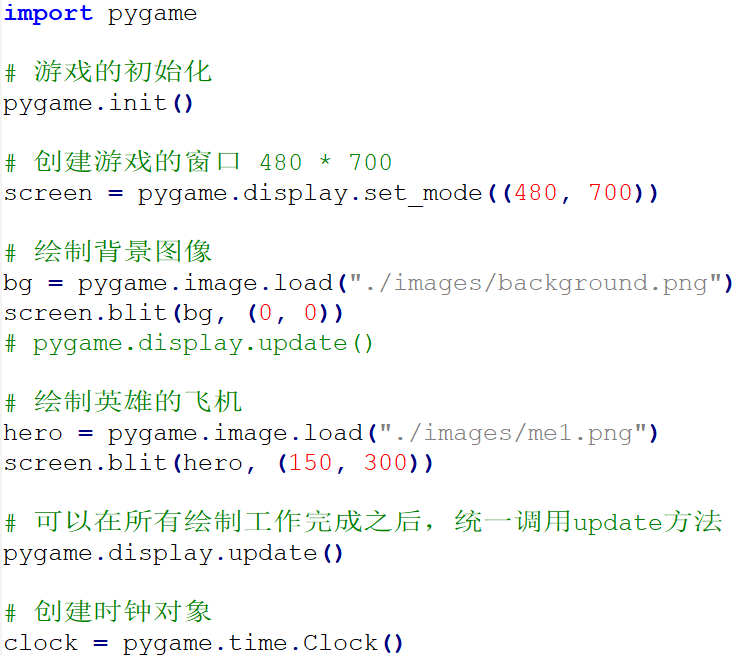 import pygame
# 游戏的初始化
pygame.init()
# 创建游戏的窗口 480 * 700
screen = pygame.display.set_mode((480, 700))
# 绘制背景图像
bg = pygame.image.load("./images/background.png")
screen.blit(bg, (0, 0))
# pygame.display.update()
# 绘制英雄的飞机
hero = pygame.image.load("./images/me1.png")
screen.blit(hero, (150, 300))
# 可以在所有绘制工作完成之后，统一调用update方法
pygame.display.update()
# 创建时钟对象
clock = pygame.time.Clock()